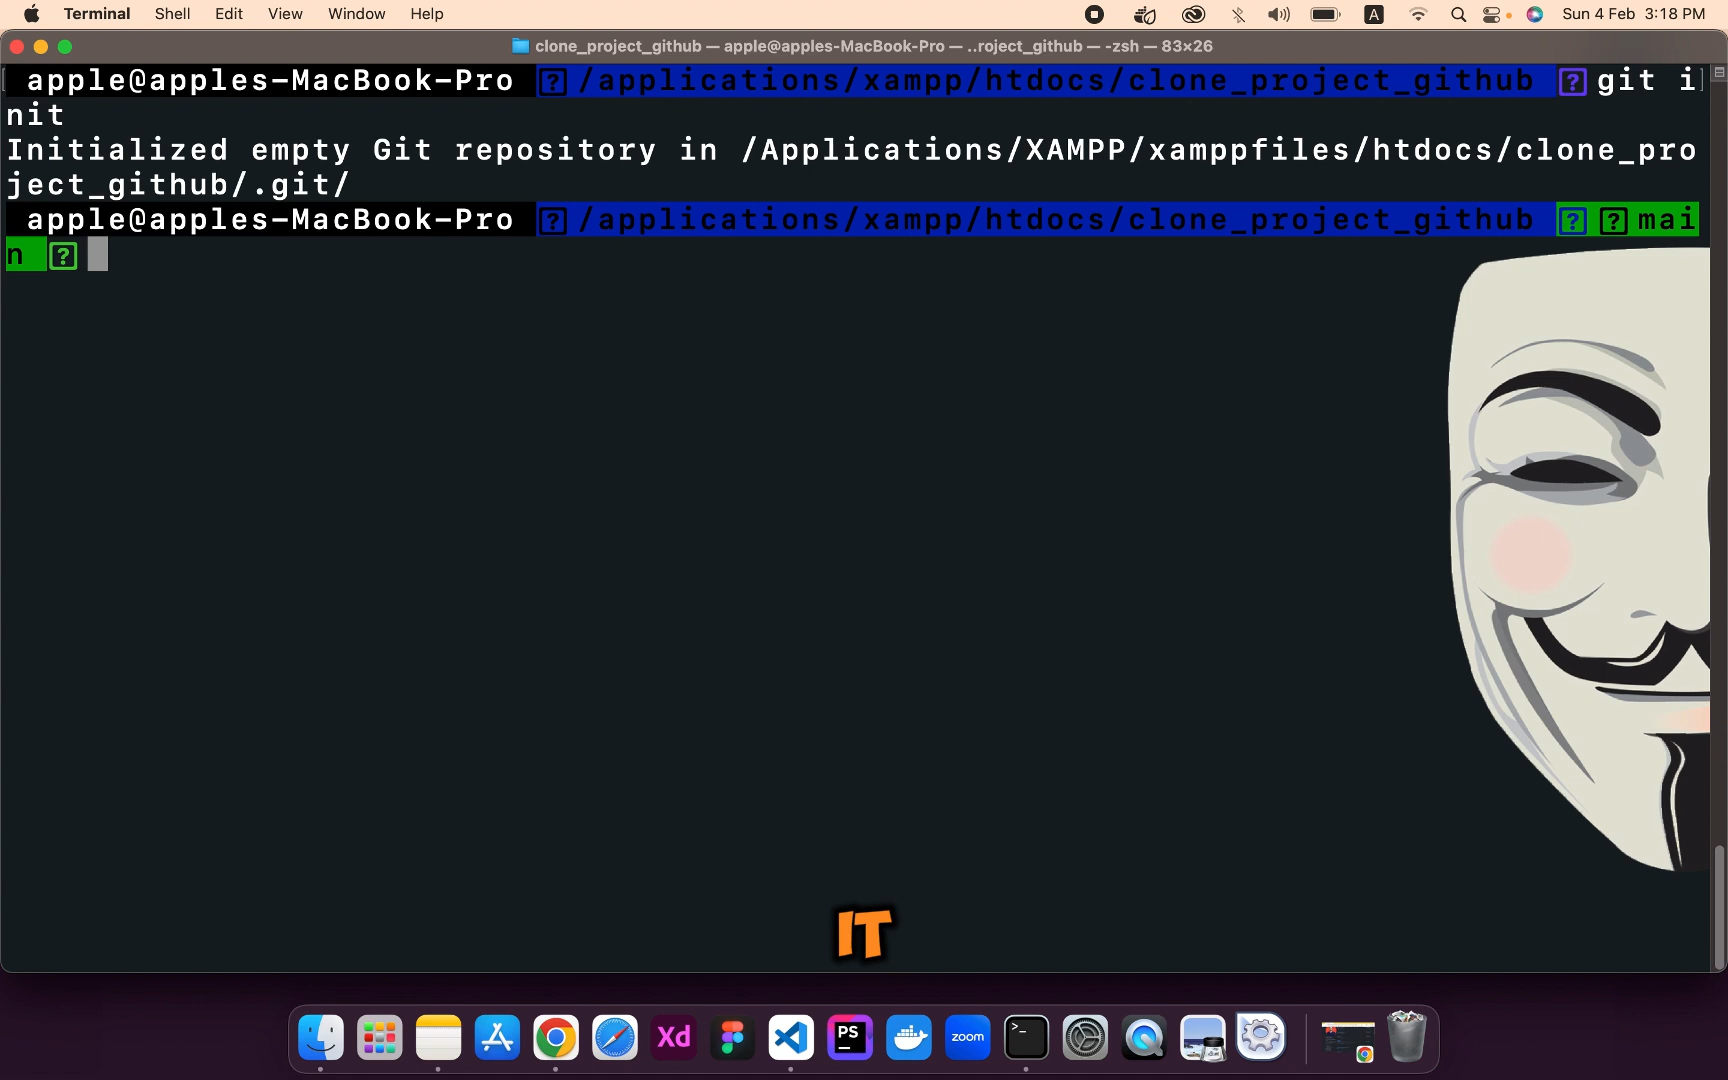 Terminal Shell Edit View Window Help A Sun 4 Feb 3:18 PM
clone_project_github — apple@apples-MacBook-Pro — ..roject_github — -zsh — 83×26
apple@apples-MacBook-Pro ? /applications/xampp/htdocs/clone_project_github ? git i
nit
Initialized empty Git repository in /Applications/XAMPP/xamppfiles/htdocs/clone_pro
ject_github/.git/
apple@apples-MacBook-Pro ? /applications/xampp/htdocs/clone_project_github ? ? mai
n ?
IT
Xd PS zoom >_